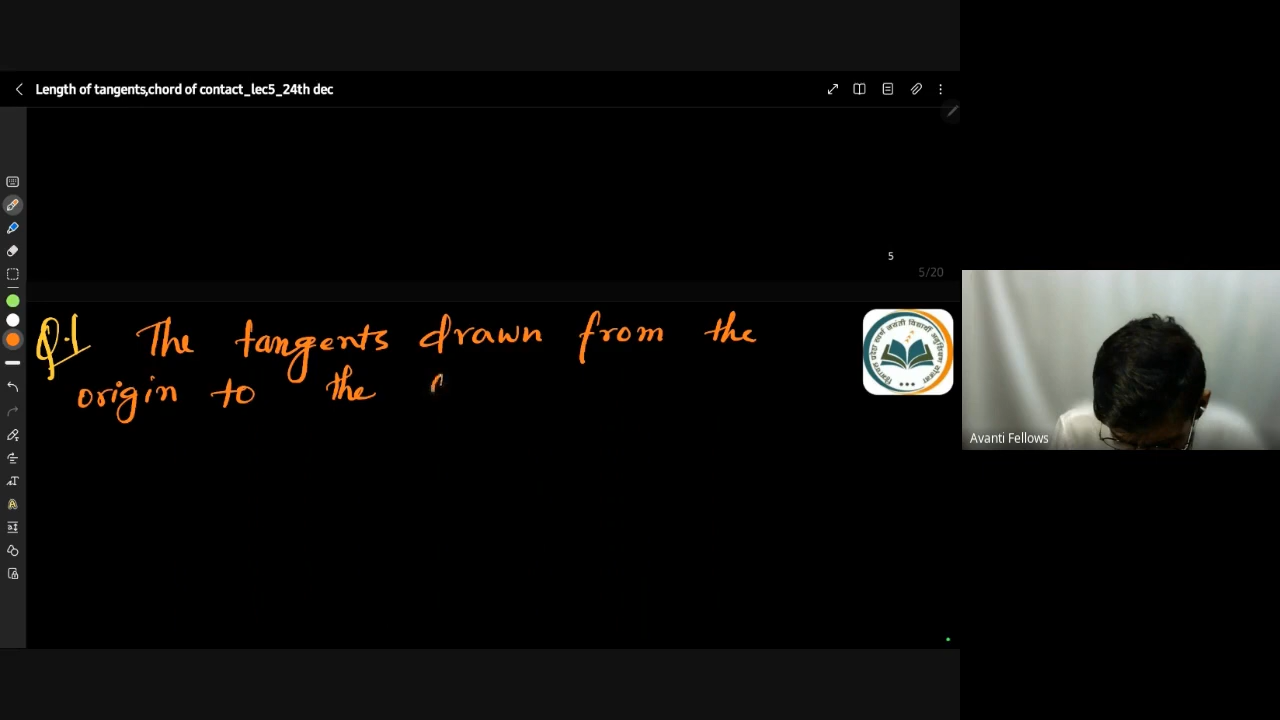 Length of tangents,chord of contact_lec5_24th dec
5
5/20
Q.1 The tangents drawn from the
origin to the
Avanti Fellows